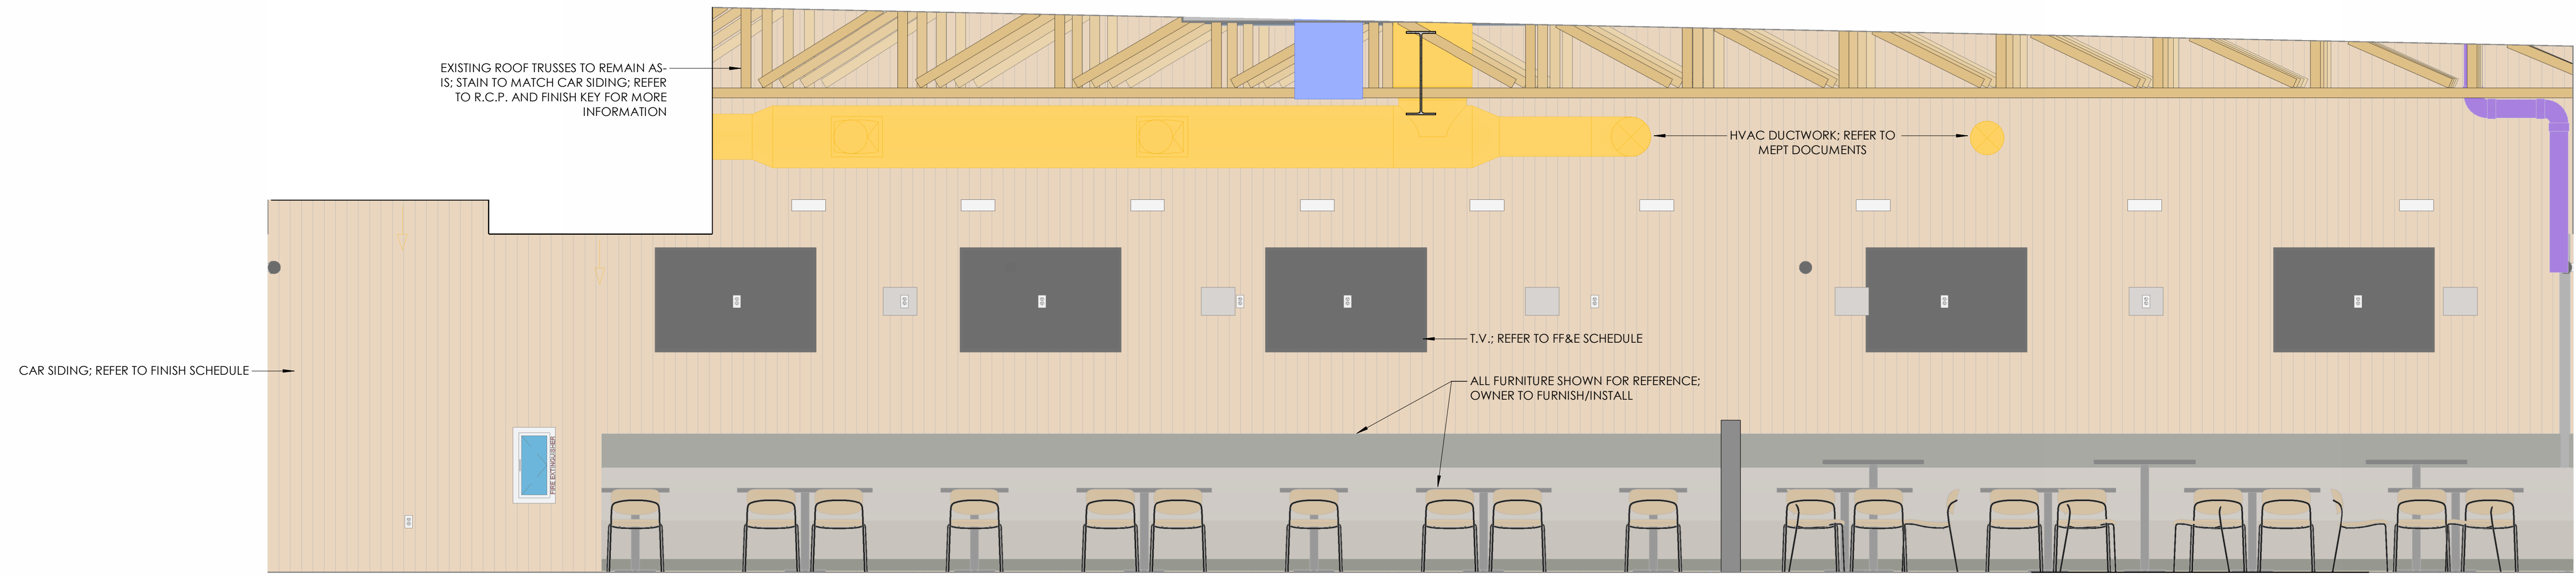 EXISTING ROOF TRUSSES TO REMAIN AS-
IS; STAIN TO MATCH CAR SIDING; REFER
TO R.C.P. AND FINISH KEY FOR MORE
INFORMATION
HVAC DUCTWORK; REFER TO
MEPT DOCUMENTS
T.V.; REFER TO FF&E SCHEDULE
CAR SIDING; REFER TO FINISH SCHEDULE
ALL FURNITURE SHOWN FOR REFERENCE;
OWNER TO FURNISH/INSTALL
FIRE EXTINGUISHER